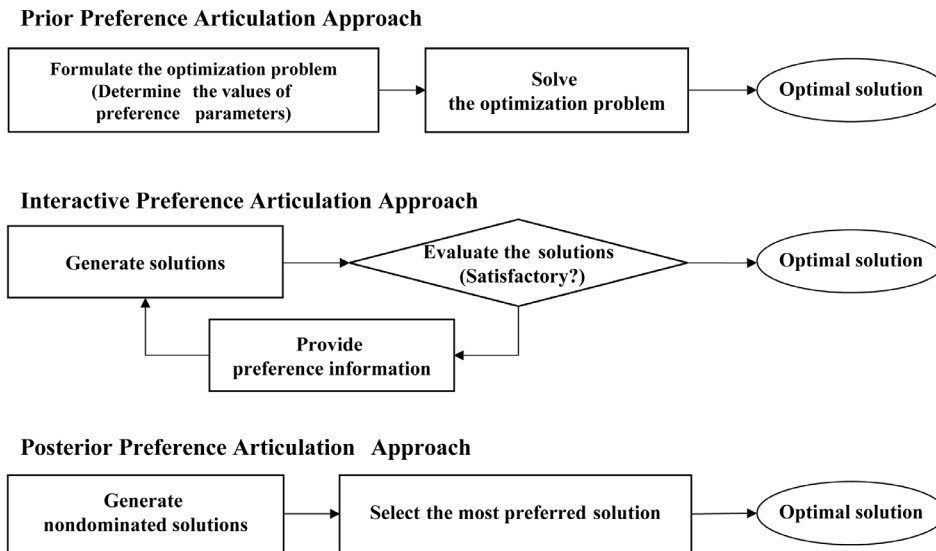 Prior Preference Articulation Approach
Formulate the optimization problem
(Determine the values of
preference parameters)
Solve
the optimization problem
Optimal solution
Interactive Preference Articulation Approach
Generate solutions
Evaluate the solutions
(Satisfactory?)
Optimal solution
Provide
preference information
Posterior Preference Articulation Approach
Generate
nondominated solutions
Select the most preferred solution
Optimal solution